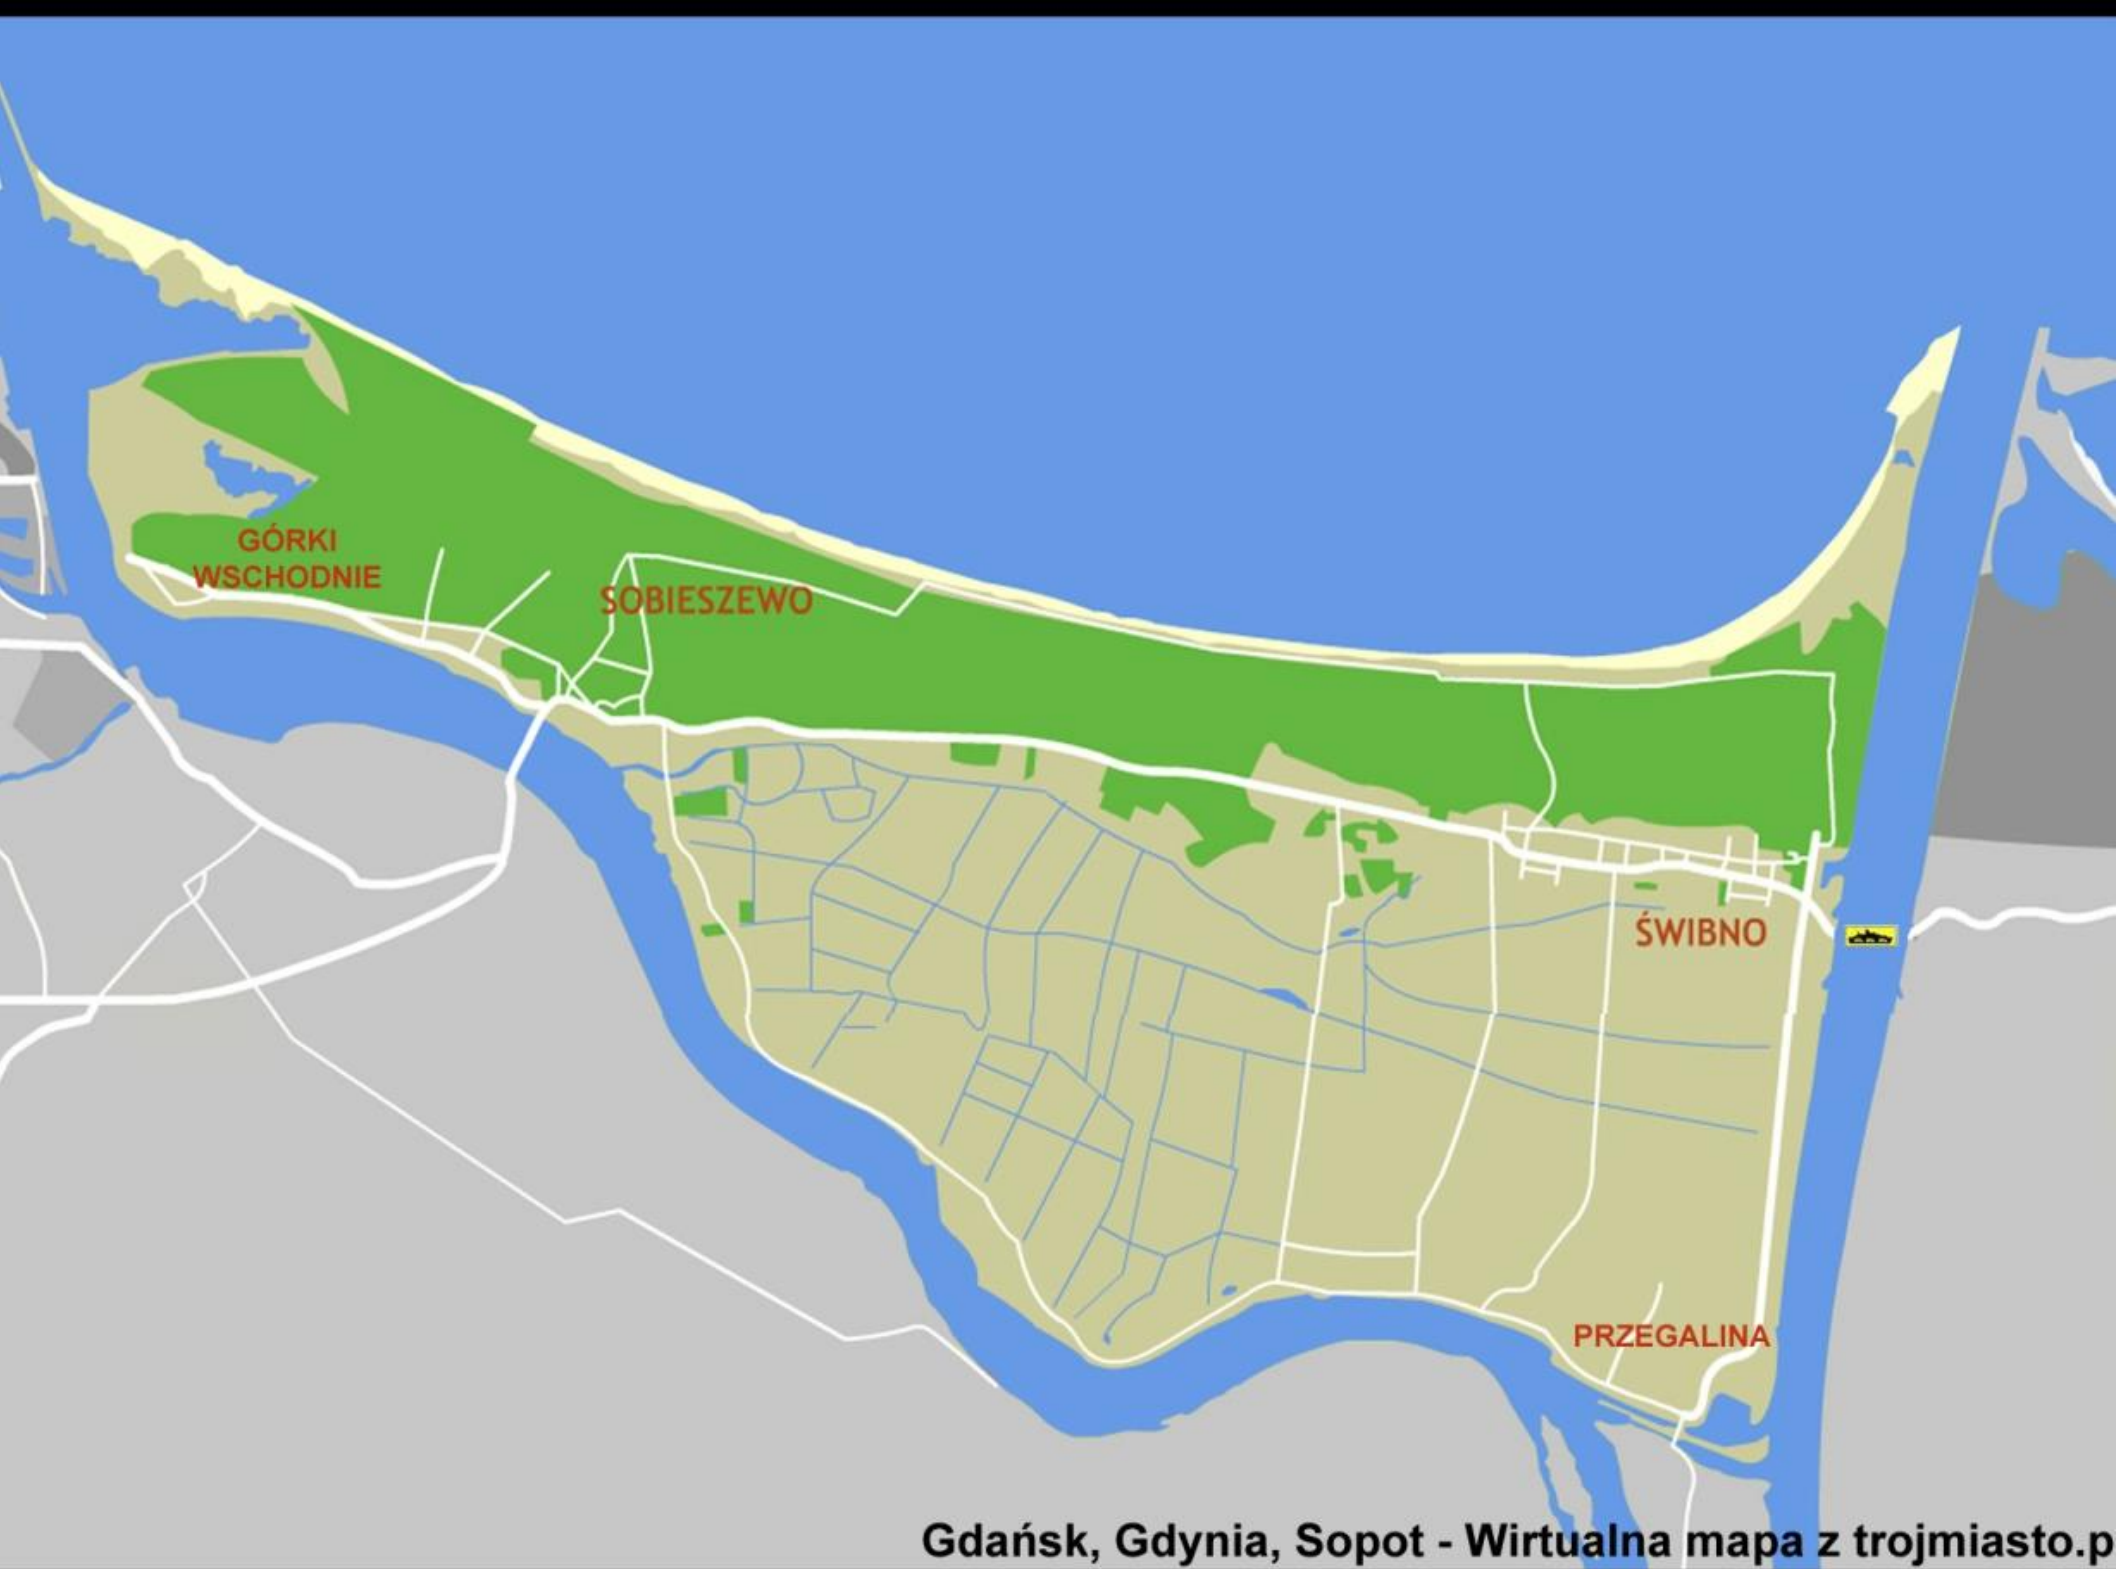 GÓRKI
WSCHODNIE
SOBIESZEWO
ŚWIBNO
PRZEGALINA
Gdańsk, Gdynia, Sopot - Wirtualna mapa z trojmiasto.p